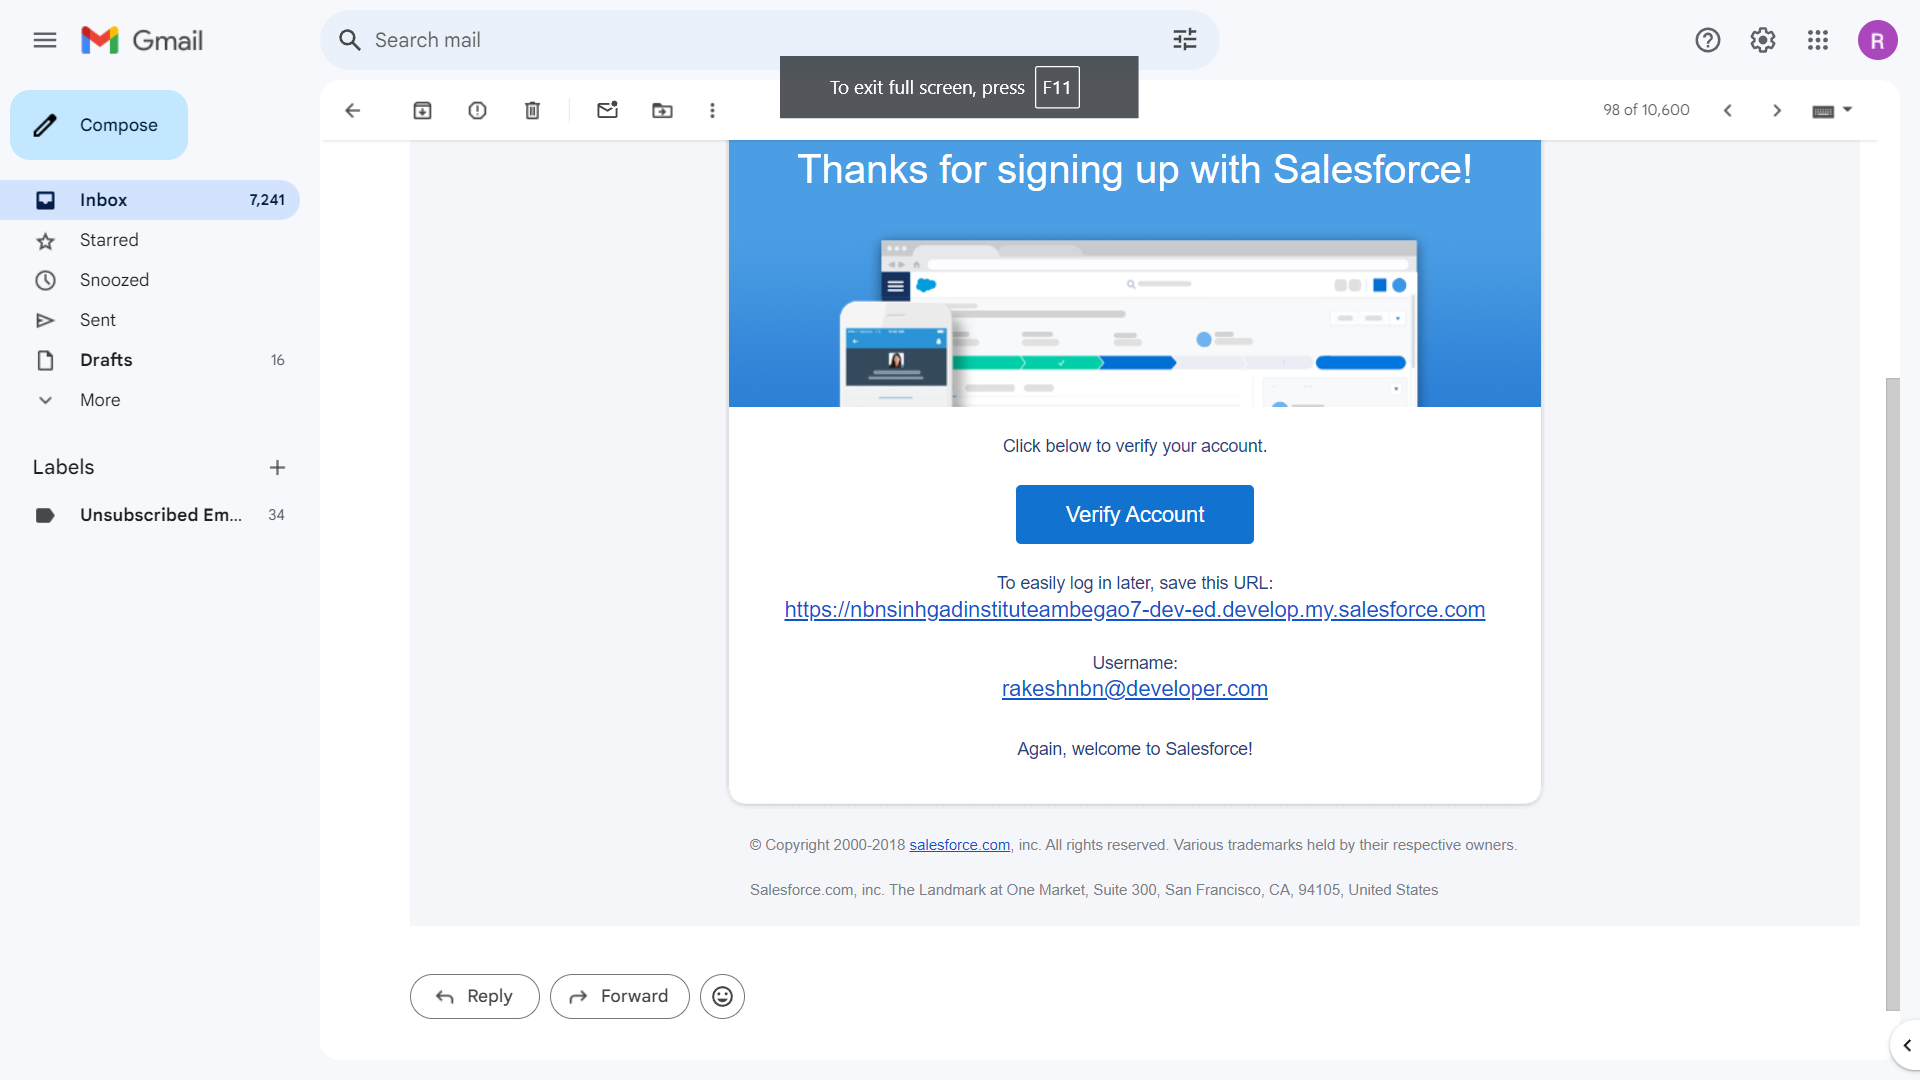 Gmail
Search mail
To exit full screen, press F11
Compose
98 of 10,600
Inbox 7,241
Starred
Snoozed
Sent
Drafts 16
More
Labels
Unsubscribed Em... 34
Thanks for signing up with Salesforce!
Click below to verify your account.
Verify Account
To easily log in later, save this URL:
https://nbnsinhgadinstituteambegao7-dev-ed.develop.my.salesforce.com
Username:
rakeshnbn@developer.com
Again, welcome to Salesforce!
© Copyright 2000-2018 salesforce.com, inc. All rights reserved. Various trademarks held by their respective owners.
Salesforce.com, inc. The Landmark at One Market, Suite 300, San Francisco, CA, 94105, United States
Reply
Forward
R